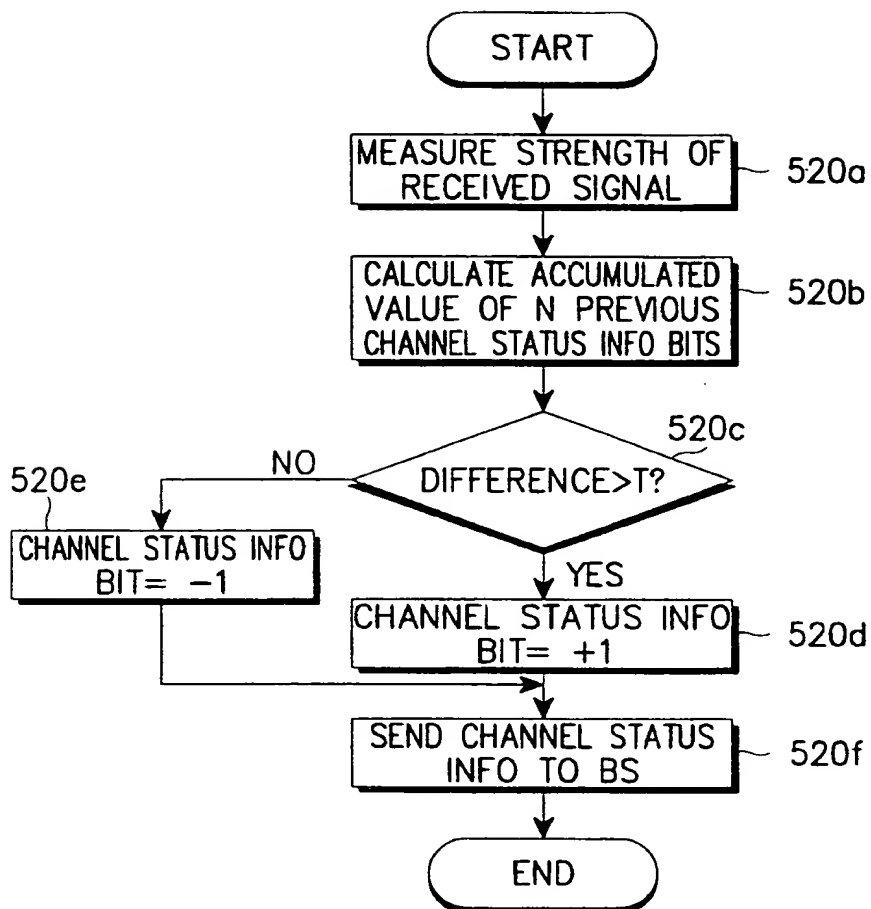 START
MEASURE STRENGTH OF
RECEIVED SIGNAL
520a
CALCULATE ACCUMULATED
VALUE OF N PREVIOUS
CHANNEL STATUS INFO BITS
520b
520c
DIFFERENCE>T?
NO
520e
CHANNEL STATUS INFO
BIT= -1
YES
CHANNEL STATUS INFO
BIT= +1
520d
SEND CHANNEL STATUS
INFO TO BS
520f
END